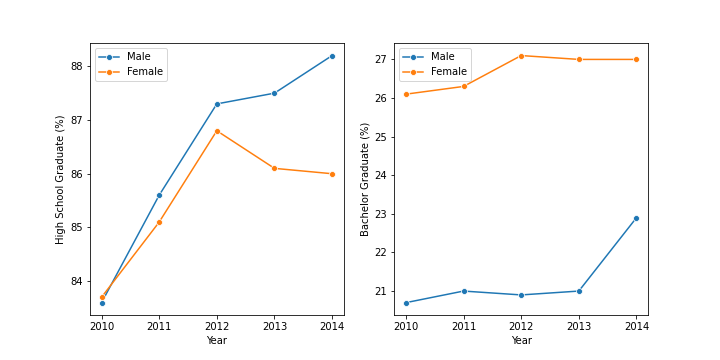 Male
Female
88
87
86
85
84
High School Graduate (%)
2010 2011 2012 2013 2014
Year
Male
Female
27
26
25
24
23
22
21
Bachelor Graduate (%)
2010 2011 2012 2013 2014
Year